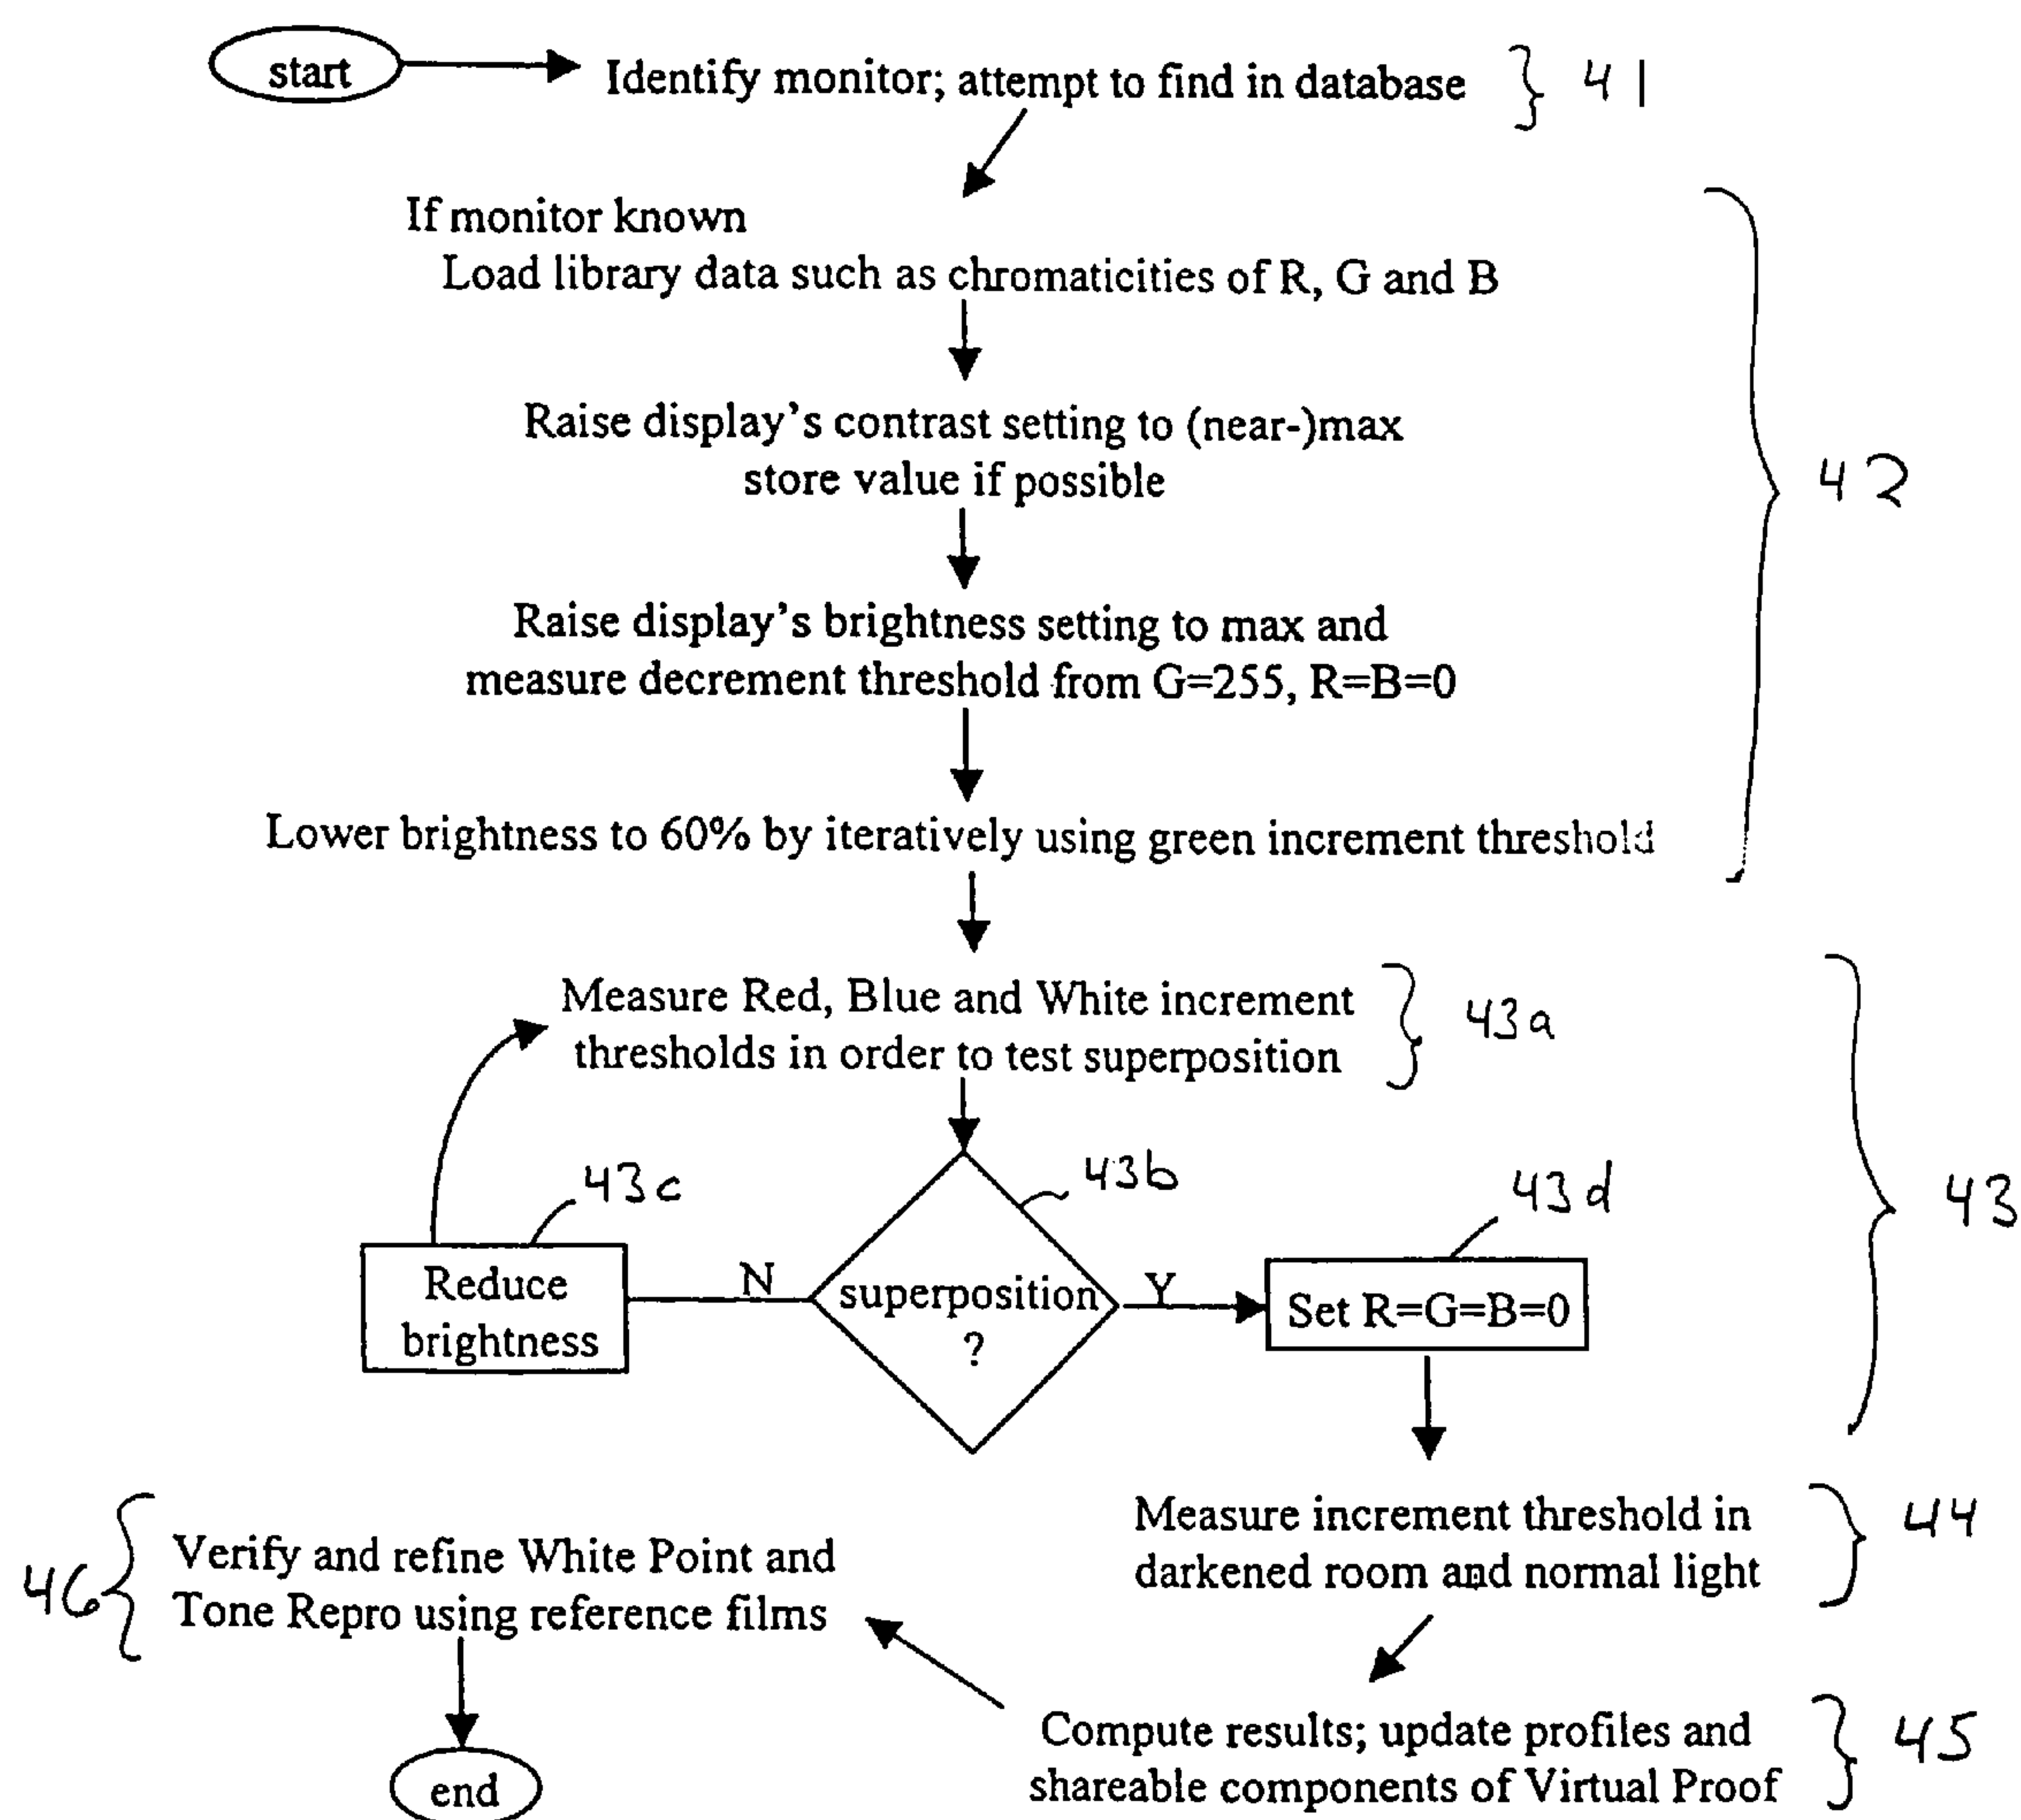 start
Identify monitor; attempt to find in database
41
If monitor known
Load library data such as chromaticities of R, G and B
Raise display's contrast setting to (near-)max
store value if possible
42
Raise display's brightness setting to max and
measure decrement threshold from G=255, R=B=0
Lower brightness to 60% by iteratively using green increment threshold
Measure Red, Blue and White increment
thresholds in order to test superposition
43a
43c
43b
43d
43
Reduce
brightness
N
superposition
?
Y
Set R=G=B=0
Measure increment threshold in
darkened room and normal light
44
46
Verify and refine White Point and
Tone Repro using reference films
Compute results; update profiles and
shareable components of Virtual Proof
45
end